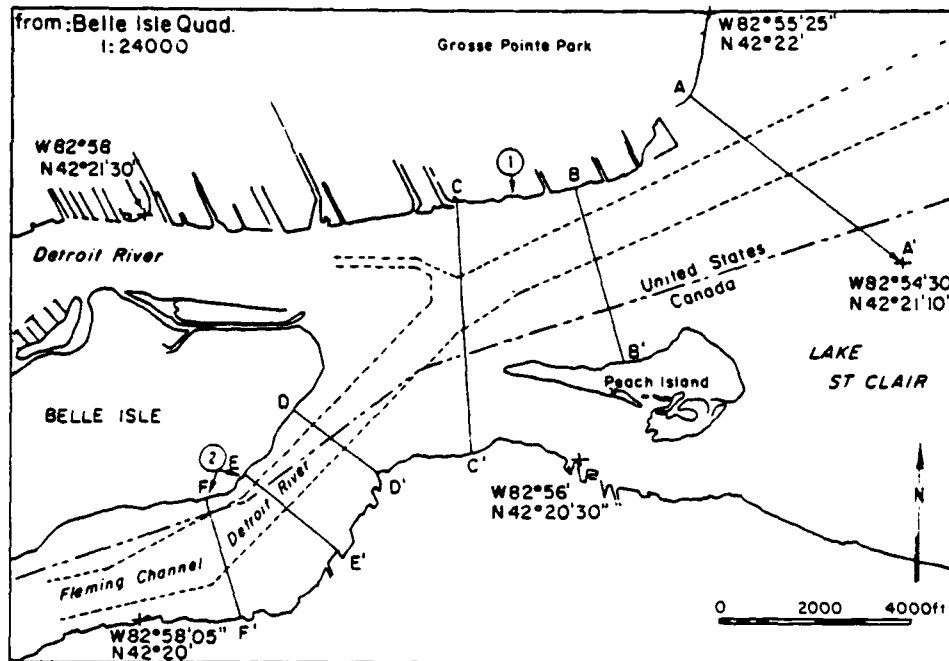 from: Belle Isle Quad.
1:24000
Grosse Pointe Park
W82°55'25"
N42°22'
A
W82°58
N42°21'30"
1
C
B
Detroit River
United States
Canada
A'
W82°54'30
N42°21'10"
B'
Peach Island
LAKE
ST CLAIR
BELLE ISLE
D
2
E
F
C'
D'
W82°56'
N42°20'30"
N
Detroit River
E'
Fleming Channel
F'
0 2000 4000ft
W82°58'05"
N42°20'